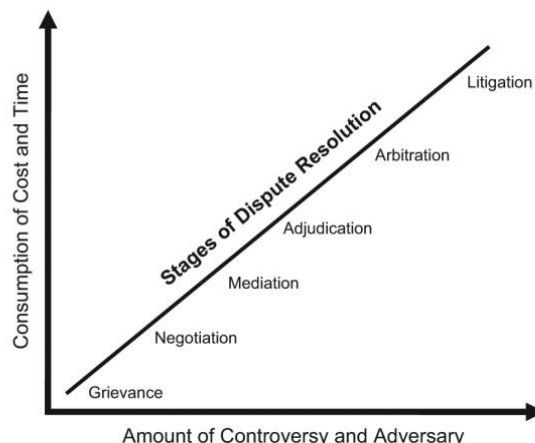 Consumption of Cost and Time
Stages of Dispute Resolution
Litigation
Arbitration
Adjudication
Mediation
Negotiation
Grievance
Amount of Controversy and Adversary